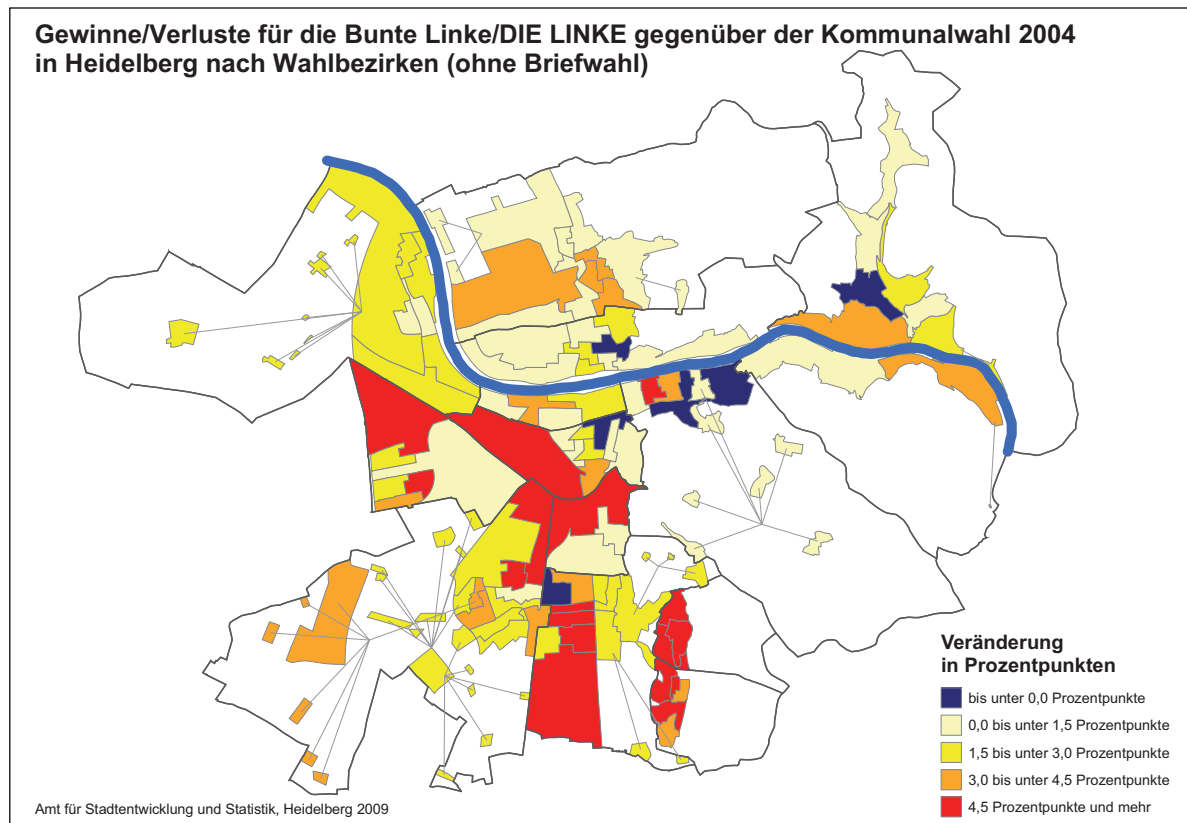 Gewinne/Verluste für die Bunte Linke/DIE LINKE gegenüber der Kommunalwahl 2004
in Heidelberg nach Wahlbezirken (ohne Briefwahl)
Veränderung
in Prozentpunkten
bis unter 0,0 Prozentpunkte
0,0 bis unter 1,5 Prozentpunkte
1,5 bis unter 3,0 Prozentpunkte
3,0 bis unter 4,5 Prozentpunkte
4,5 Prozentpunkte und mehr
Amt für Stadtentwicklung und Statistik, Heidelberg 2009